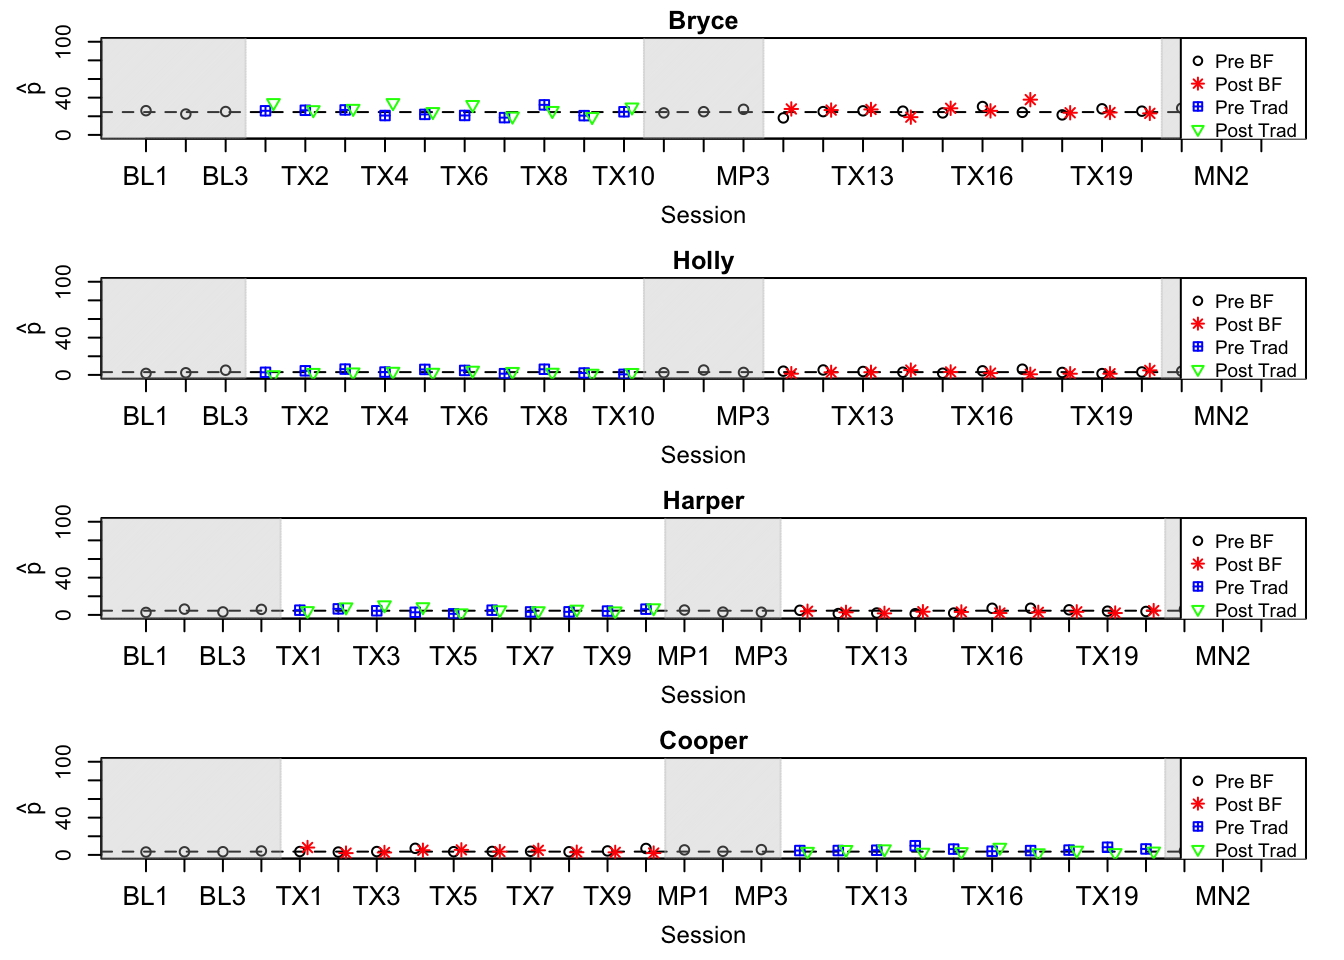 Bryce
p̂
0 40 100
Pre BF
Post BF
Pre Trad
Post Trad
BL1 BL3 TX2 TX4 TX6 TX8 TX10 MP3 TX13 TX16 TX19 MN2
Session
Holly
p̂
0 40 100
Pre BF
Post BF
Pre Trad
Post Trad
BL1 BL3 TX2 TX4 TX6 TX8 TX10 MP3 TX13 TX16 TX19 MN2
Session
Harper
p̂
0 40 100
Pre BF
Post BF
Pre Trad
Post Trad
BL1 BL3 TX1 TX3 TX5 TX7 TX9 MP1 MP3 TX13 TX16 TX19 MN2
Session
Cooper
p̂
0 40 100
Pre BF
Post BF
Pre Trad
Post Trad
BL1 BL3 TX1 TX3 TX5 TX7 TX9 MP1 MP3 TX13 TX16 TX19 MN2
Session